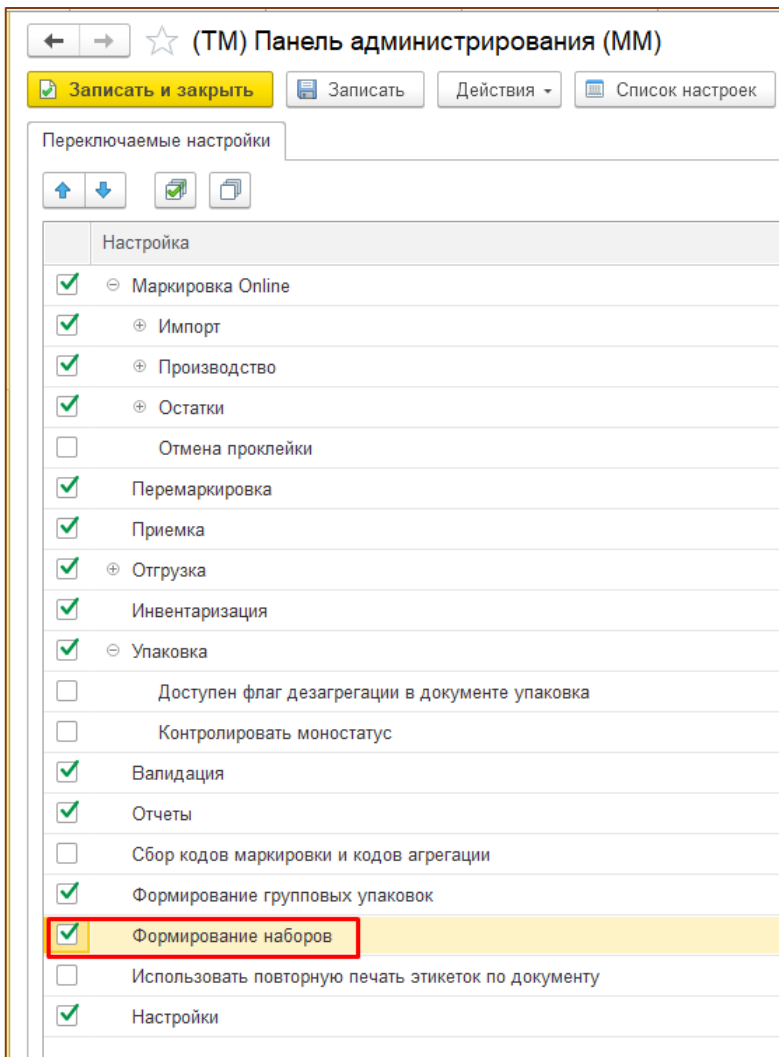 (ТМ) Панель администрирования (ММ)
Записать и закрыть Записать Действия Список настроек
Переключаемые настройки
Настройка
Маркировка Online
Импорт
Производство
Остатки
Отмена проклейки
Перемаркировка
Приемка
Отгрузка
Инвентаризация
Упаковка
Доступен флаг дезагрегации в документе упаковка
Контролировать моностатус
Валидация
Отчеты
Сбор кодов маркировки и кодов агрегации
Формирование групповых упаковок
Формирование наборов
Использовать повторную печать этикеток по документу
Настройки